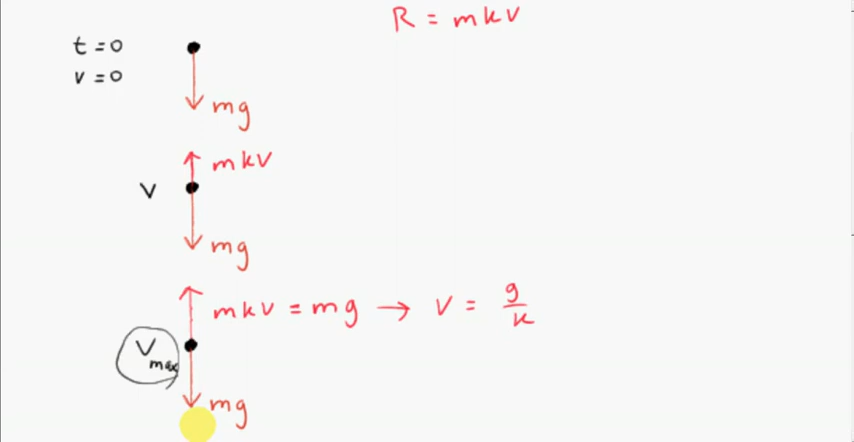 R = mkv
t = 0
v = 0
mg
mkv
v
mg
mkv = mg → v = g/k
Vmax
mg